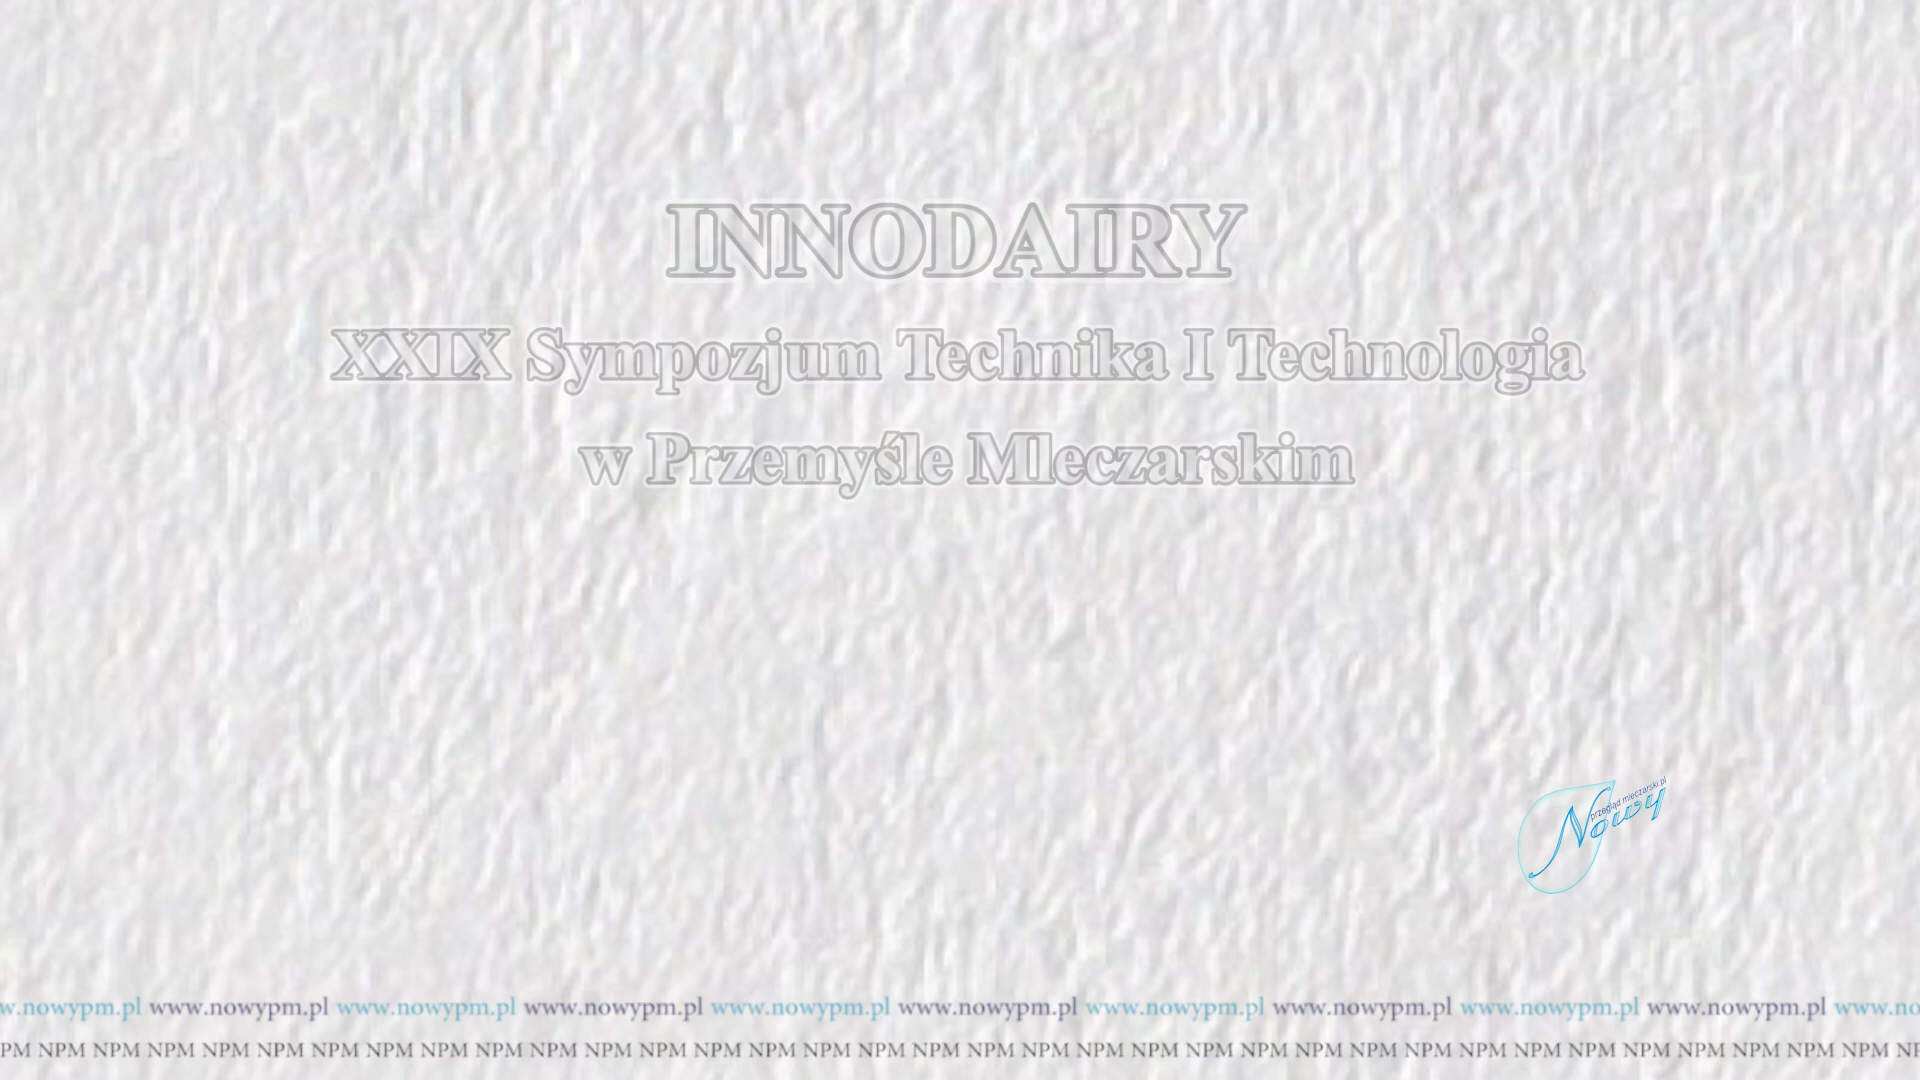 INNODAIRY
XXIX Sympozjum Technika I Technologia
w Przemyśle Mleczarskim
przegląd mleczarski.pl
Nowy
w.nowypm.pl www.nowypm.pl www.nowypm.pl www.nowypm.pl www.nowypm.pl www.nowypm.pl www.nowypm.pl www.nowypm.pl www.nowypm.pl www.nowypm.pl www.no
PM NPM NPM NPM NPM NPM NPM NPM NPM NPM NPM NPM NPM NPM NPM NPM NPM NPM NPM NPM NPM NPM NPM NPM NPM NPM NPM NPM NPM NPM NPM NPM NPM NPM NPM NP